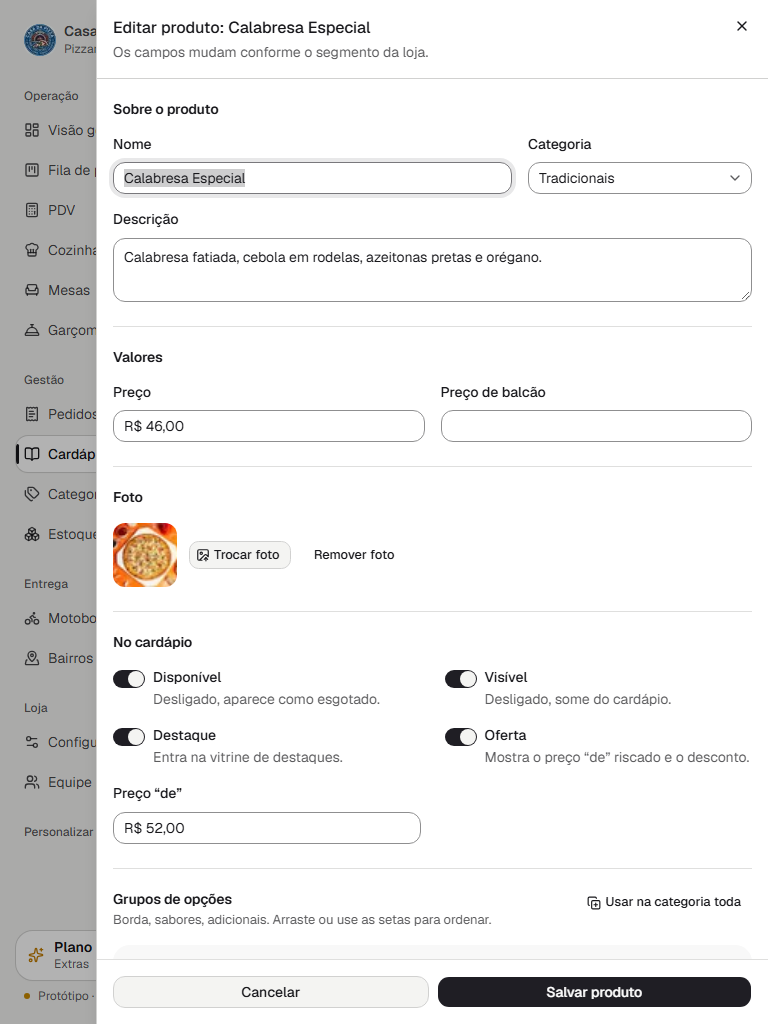 Casa
Pizzar
Operação
Visão g
Fila de p
PDV
Cozinha
Mesas
Garçom
Gestão
Pedidos
Cardáp
Catego
Estoque
Entrega
Motobo
Bairros
Loja
Configu
Equipe
Personalizar
Plano
Extras
Protótipo ·
Editar produto: Calabresa Especial
Os campos mudam conforme o segmento da loja.
Sobre o produto
Nome
Categoria
Calabresa Especial
Tradicionais
Descrição
Calabresa fatiada, cebola em rodelas, azeitonas pretas e orégano.
Valores
Preço
Preço de balcão
R$ 46,00
Foto
Trocar foto
Remover foto
No cardápio
Disponível
Desligado, aparece como esgotado.
Visível
Desligado, some do cardápio.
Destaque
Entra na vitrine de destaques.
Oferta
Mostra o preço “de” riscado e o desconto.
Preço “de”
R$ 52,00
Grupos de opções
Borda, sabores, adicionais. Arraste ou use as setas para ordenar.
Usar na categoria toda
Cancelar
Salvar produto